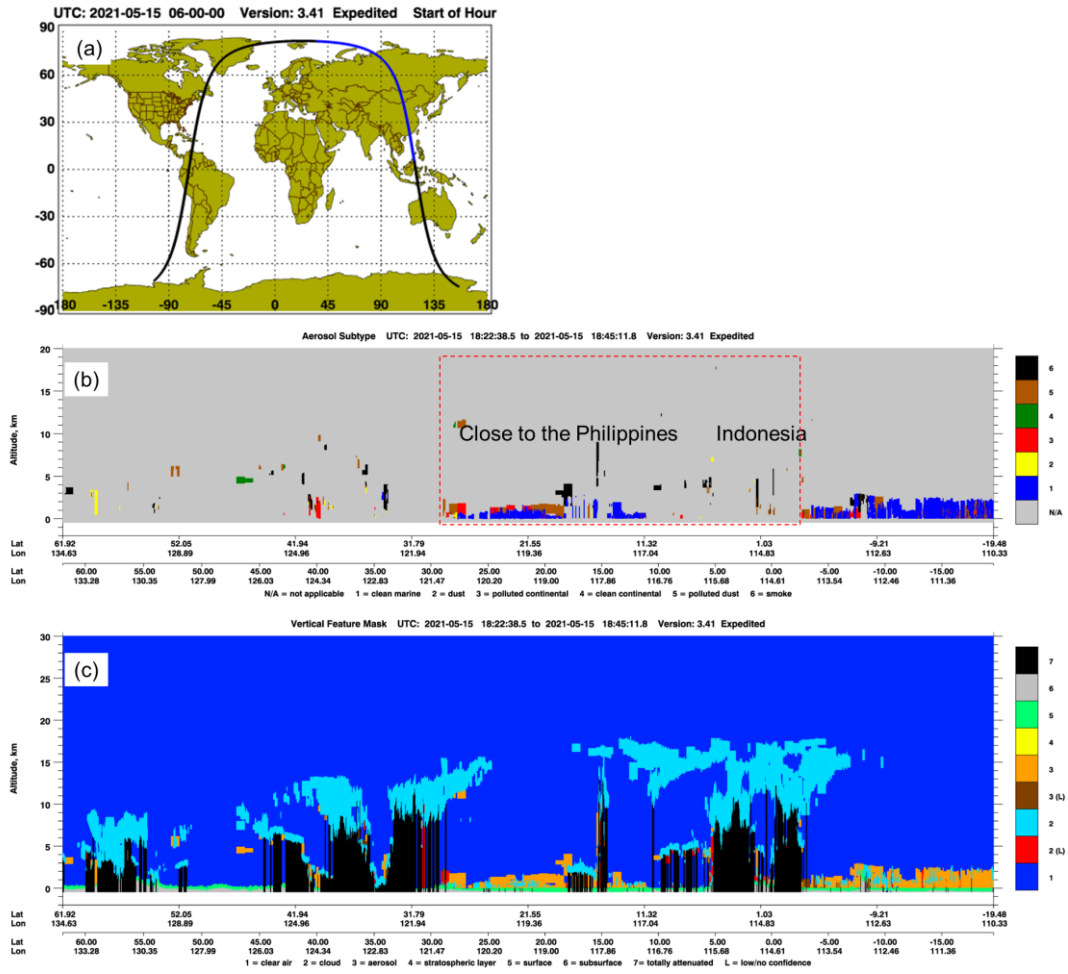 UTC: 2021-05-15 06-00-00 Version: 3.41 Expedited Start of Hour
(a)
90
60
30
0
-30
-60
-90
180 -135 -90 -45 0 45 90 135 180
Aerosol Subtype UTC: 2021-05-15 18:22:38.5 to 2021-05-15 18:45:11.8 Version: 3.41 Expedited
(b)
Altitude, km
20
15
10
5
0
Close to the Philippines Indonesia
6
5
4
3
2
1
N/A
Lat 61.92 52.05 41.94 31.79 21.55 11.32 1.03 -9.21 -19.48
Lon 134.63 128.89 124.96 121.94 119.36 117.04 114.83 112.63 110.33
Lat 60.00 55.00 50.00 45.00 40.00 35.00 30.00 25.00 20.00 15.00 10.00 5.00 0.00 -5.00 -10.00 -15.00
Lon 133.28 130.35 127.99 126.03 124.34 122.83 121.47 120.20 119.00 117.86 116.76 115.68 114.61 113.54 112.46 111.36
N/A = not applicable 1 = clean marine 2 = dust 3 = polluted continental 4 = clean continental 5 = polluted dust 6 = smoke
Vertical Feature Mask UTC: 2021-05-15 18:22:38.5 to 2021-05-15 18:45:11.8 Version: 3.41 Expedited
(c)
Altitude, km
30
25
20
15
10
5
0
7
6
5
4
3
3 (L)
2
2 (L)
1
Lat 61.92 52.05 41.94 31.79 21.55 11.32 1.03 -9.21 -19.48
Lon 134.63 128.89 124.96 121.94 119.36 117.04 114.83 112.63 110.33
Lat 60.00 55.00 50.00 45.00 40.00 35.00 30.00 25.00 20.00 15.00 10.00 5.00 0.00 -5.00 -10.00 -15.00
Lon 133.28 130.35 127.99 126.03 124.34 122.83 121.47 120.20 119.00 117.86 116.76 115.68 114.61 113.54 112.46 111.36
1 = clear air 2 = cloud 3 = aerosol 4 = stratospheric layer 5 = surface 6 = subsurface 7= totally attenuated L = low/no confidence